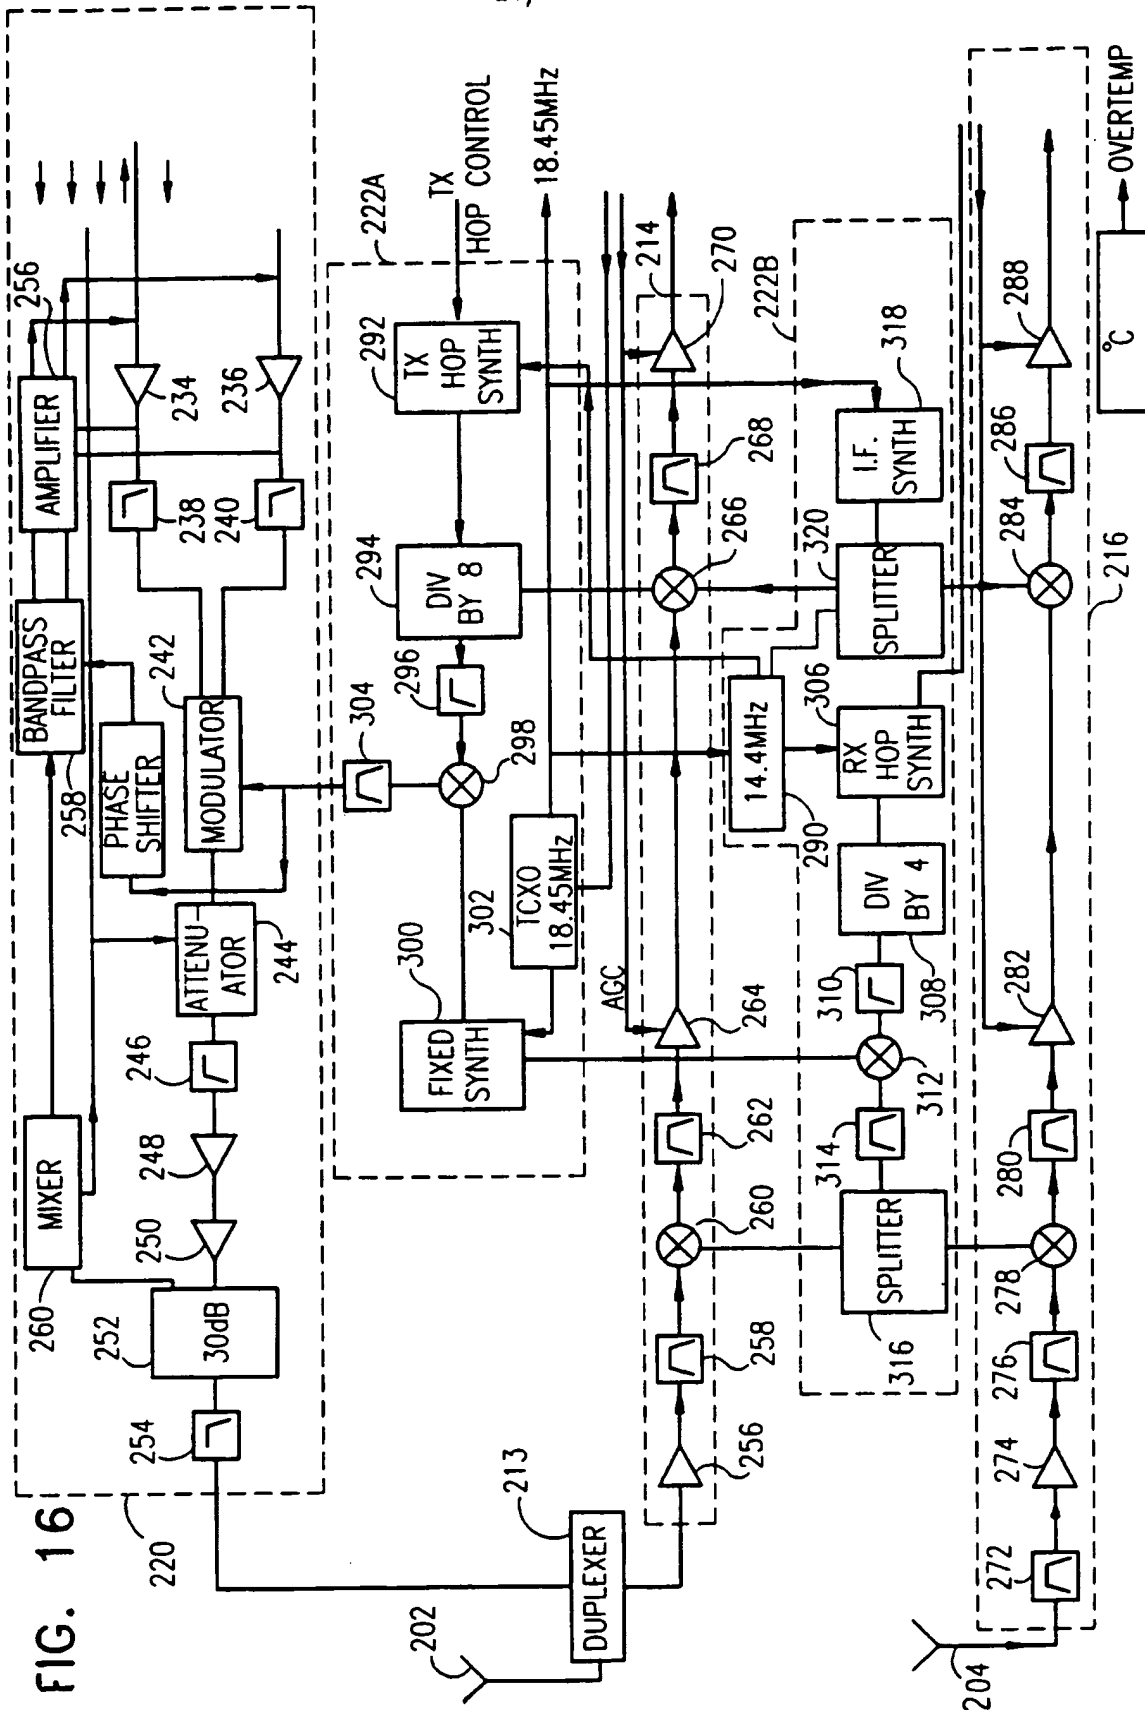 FIG. 16
220
254
252
30dB
260
MIXER
250
248
246
244
ATTENU-
ATOR
PHASE
SHIFTER
258
BANDPASS
FILTER
242
MODULATOR
AMPLIFIER
256
238
240
234
236
222A
TX
HOP CONTROL
18.45MHz
292
TX
HOP
SYNTH
294
DIV
BY 8
296
298
304
300
FIXED
SYNTH
302
TCXO
18.45MHz
AGC
202
213
DUPLEXER
256
258
260
262
264
266
268
270
214
222B
316
SPLITTER
314
312
310
308
DIV
BY 4
306
RX
HOP
SYNTH
290
14.4MHz
320
SPLITTER
318
I.F.
SYNTH
204
272
274
276
278
280
282
284
286
288
216
°C
OVERTEMP